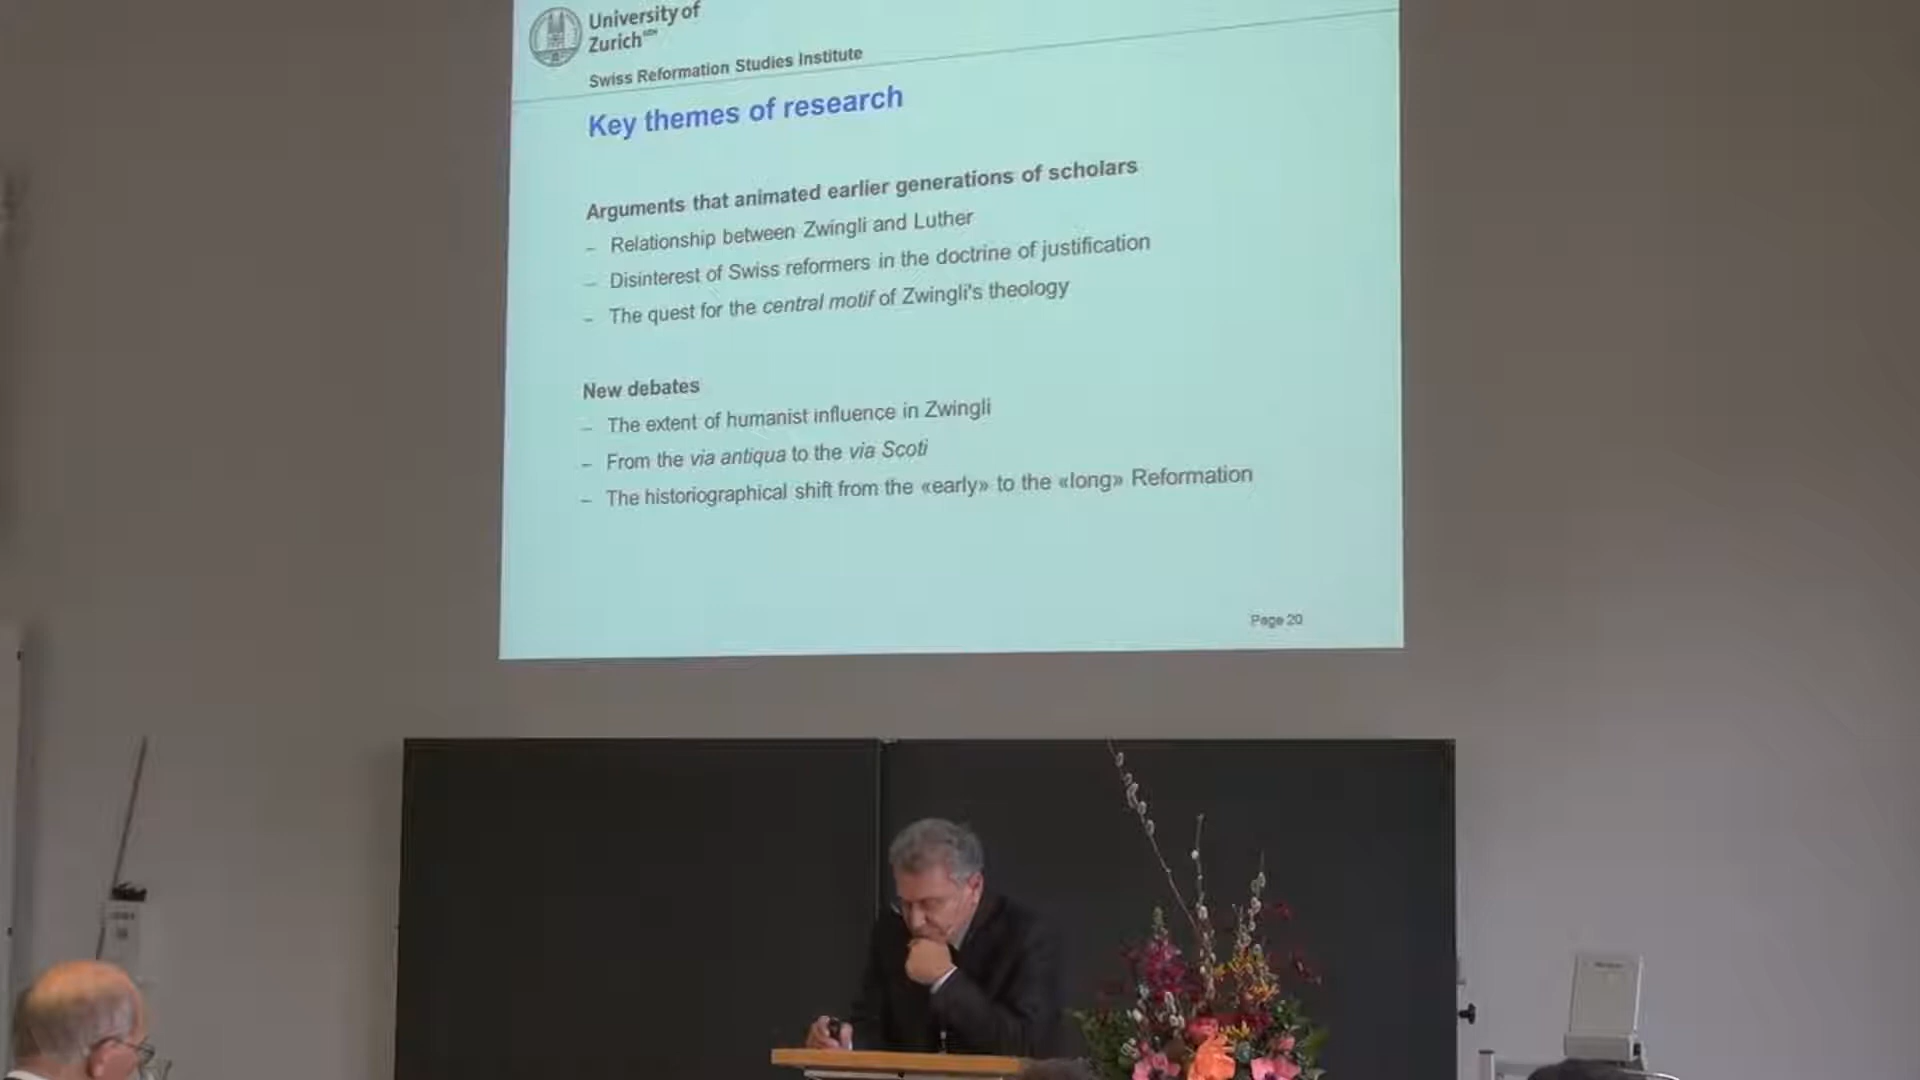 University of
Zurich
Swiss Reformation Studies Institute
Key themes of research
Arguments that animated earlier generations of scholars
– Relationship between Zwingli and Luther
– Disinterest of Swiss reformers in the doctrine of justification
– The quest for the central motif of Zwingli's theology
New debates
– The extent of humanist influence in Zwingli
– From the via antiqua to the via Scoti
– The historiographical shift from the «early» to the «long» Reformation
Page 20